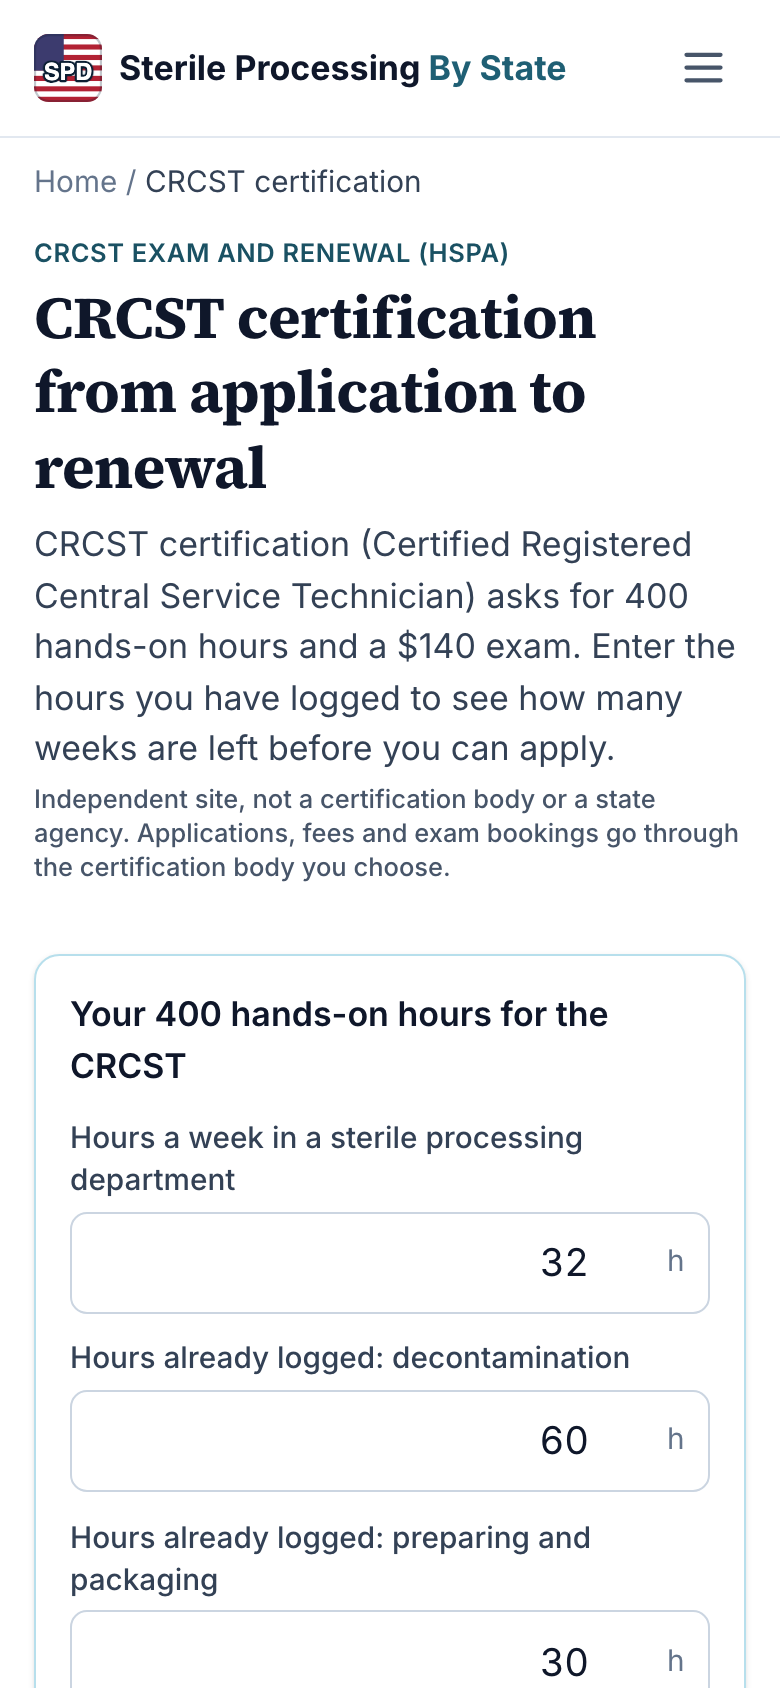 SPD
Sterile Processing By State
Home / CRCST certification
CRCST EXAM AND RENEWAL (HSPA)
CRCST certification
from application to
renewal
CRCST certification (Certified Registered
Central Service Technician) asks for 400
hands-on hours and a $140 exam. Enter the
hours you have logged to see how many
weeks are left before you can apply.
Independent site, not a certification body or a state
agency. Applications, fees and exam bookings go through
the certification body you choose.
Your 400 hands-on hours for the
CRCST
Hours a week in a sterile processing
department
32 h
Hours already logged: decontamination
60 h
Hours already logged: preparing and
packaging
30 h